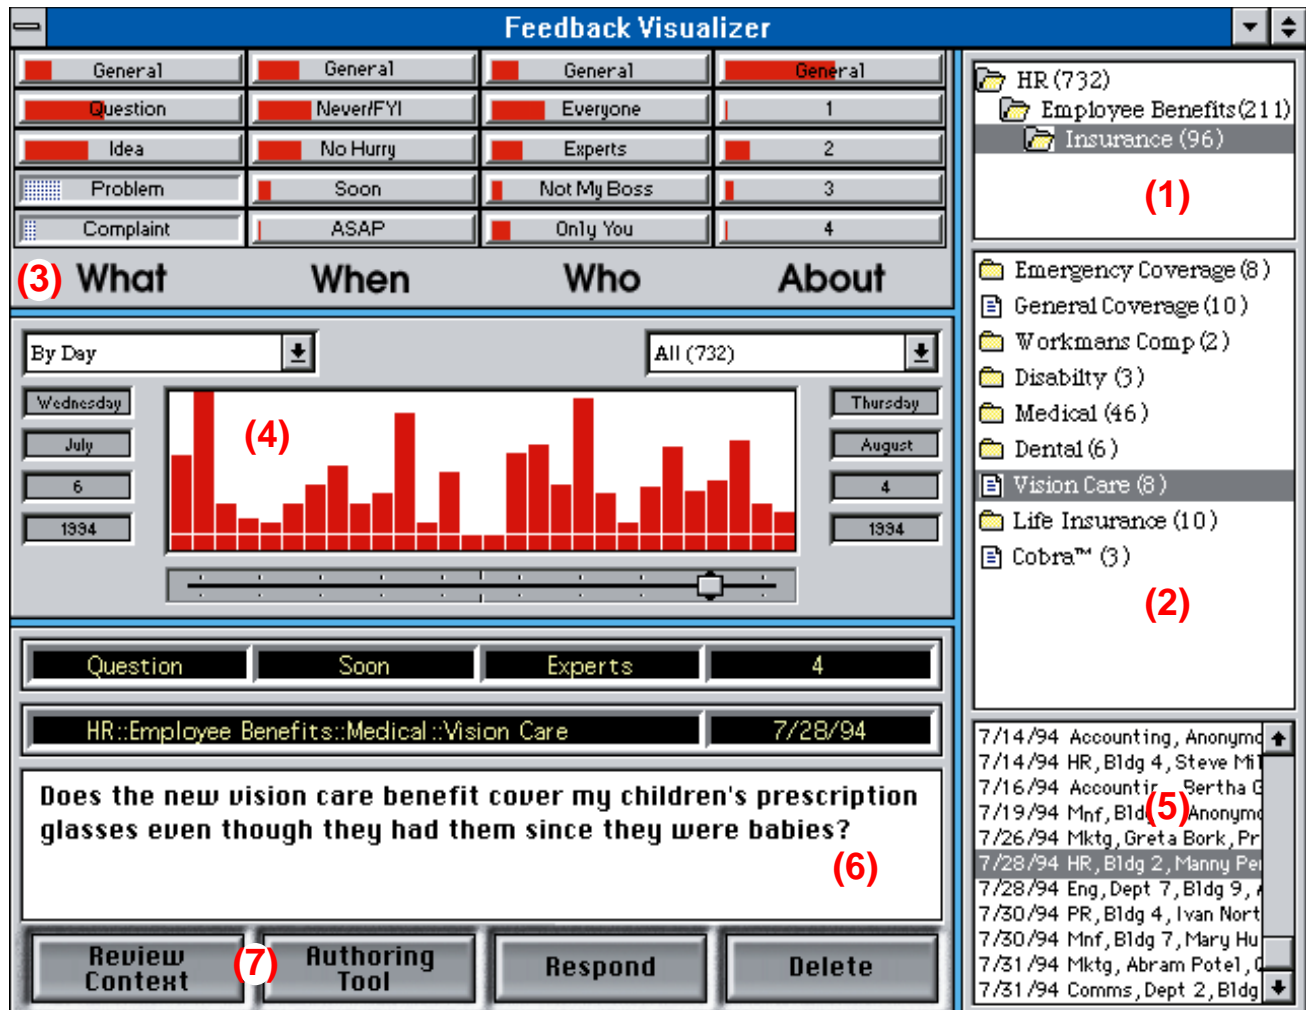 Feedback Visualizer
General General General General
Question Never/FYI Everyone 1
Idea No Hurry Experts 2
Problem Soon Not My Boss 3
Complaint ASAP Only You 4
(3) What When Who About
By Day All (732)
Wednesday Thursday
July August
6 4
1994 1994
(4)
Question Soon Experts 4
HR::Employee Benefits::Medical::Vision Care 7/28/94
Does the new vision care benefit cover my children's prescription
glasses even though they had them since they were babies?
(6)
Review Context (7) Authoring Tool Respond Delete
HR (732)
Employee Benefits(211)
Insurance (96)
(1)
Emergency Coverage (8)
General Coverage (10)
Workmans Comp (2)
Disabilty (3)
Medical (46)
Dental (6)
Vision Care (8)
Life Insurance (10)
Cobra™ (3)
(2)
7/14/94 Accounting, Anonymo
7/14/94 HR, Bldg 4, Steve Mil
7/16/94 Bertha G
7/19/94 Mnf, Anonymo
(5)
7/26/94 Mktg, Greta Bork, Pr
7/28/94 HR, Bldg 2, Manny Per
7/28/94 Eng, Dept 7, Bldg 9,
7/30/94 PR, Bldg 4, Ivan Nort
7/30/94 Mnf, Bldg 7, Mary Hu
7/31/94 Mktg, Abram Potel,
7/31/94 Comms, Dept 2, Bldg